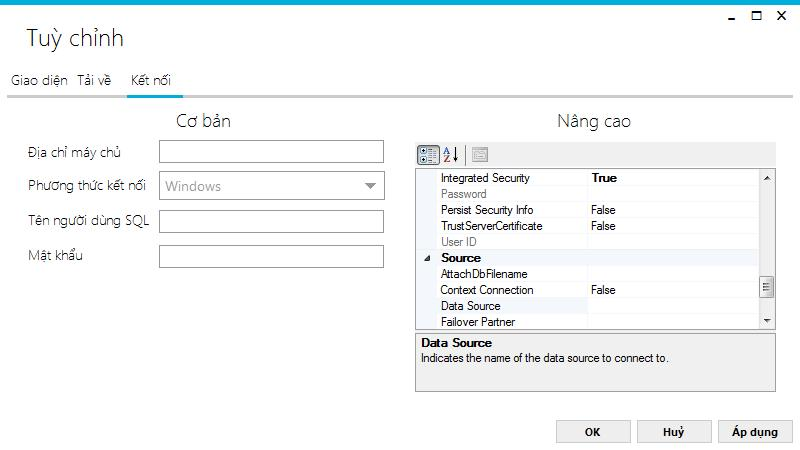 Tuỳ chỉnh
Giao diện Tải về Kết nối
Cơ bản
Địa chỉ máy chủ
Phương thức kết nối Windows
Tên người dùng SQL
Mật khẩu
Nâng cao
Integrated Security True
Password
Persist Security Info False
TrustServerCertificate False
User ID
Source
AttachDbFilename
Context Connection False
Data Source
Failover Partner
Data Source
Indicates the name of the data source to connect to.
OK Huỷ Áp dụng